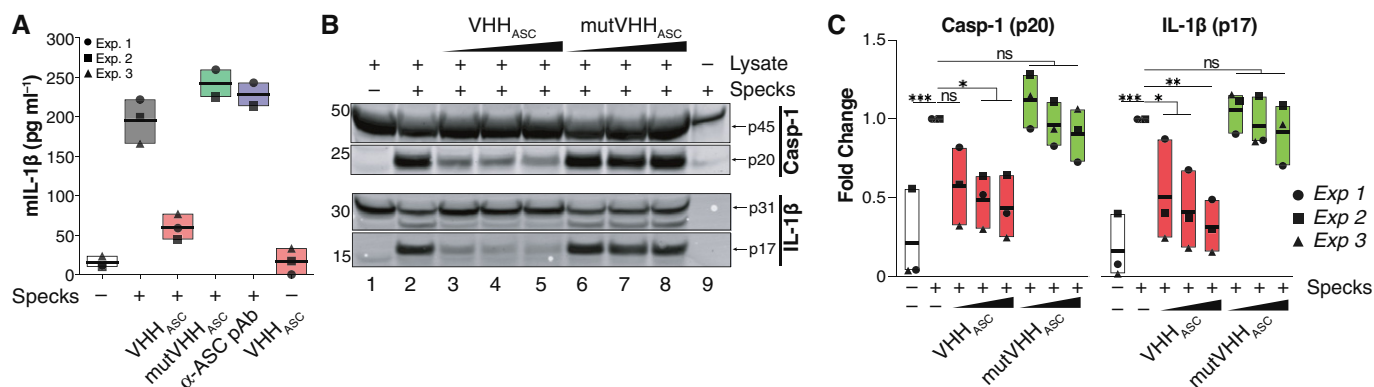 A
Exp. 1
Exp. 2
Exp. 3
mIL-1β (pg ml⁻¹)
300
250
200
150
100
50
0
Specks − + + + + −
VHH_ASC
mutVHH_ASC
α-ASC pAb
VHH_ASC
B
VHH_ASC mutVHH_ASC
+ + + + + + + + − Lysate
− + + + + + + + + Specks
50
p45
25
p20
Casp-1
30
p31
15
p17
IL-1β
1 2 3 4 5 6 7 8 9
C
Casp-1 (p20) IL-1β (p17)
Fold Change
1.5
1.0
0.5
0
ns
*
*** ns
ns
**
*** *
Exp 1
Exp 2
Exp 3
− + + + + + + + − + + + + + + + Specks
− − − −
VHH_ASC
mutVHH_ASC
VHH_ASC
mutVHH_ASC